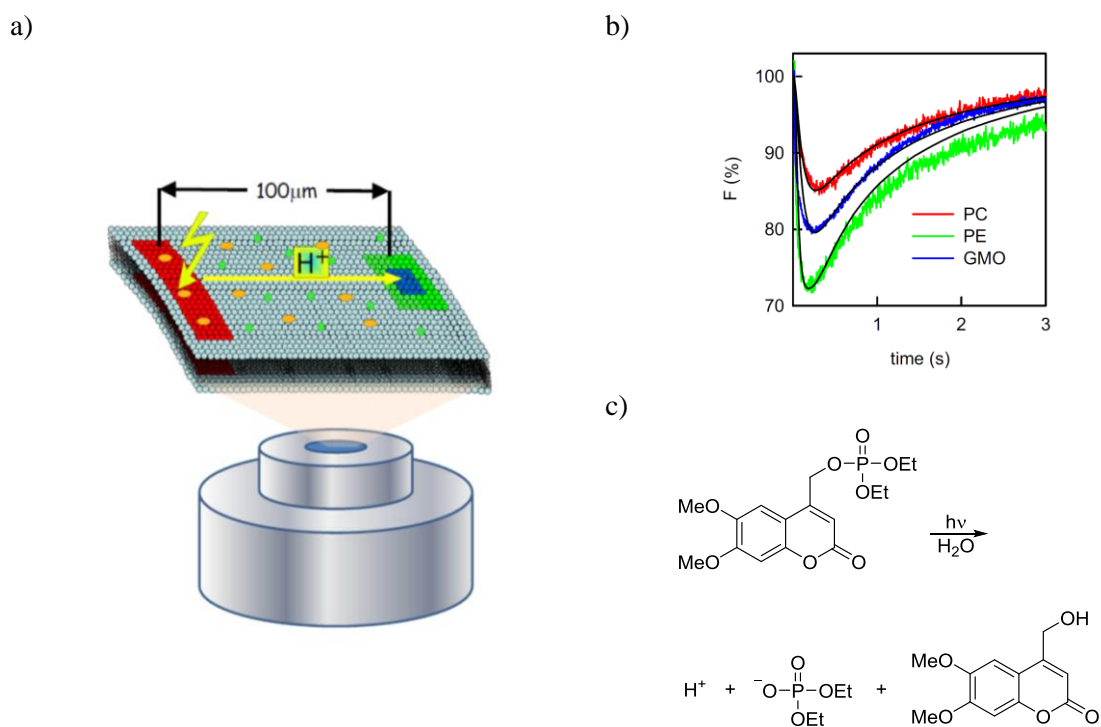 a)
100µm
H⁺
b)
100
90
80
70
F (%)
PC
PE
GMO
1
2
3
time (s)
c)
O
O
P
OEt
OEt
MeO
MeO
O
O
hν
H₂O
OH
H⁺ + ⁻O
O
P
OEt
OEt
+
MeO
MeO
O
O